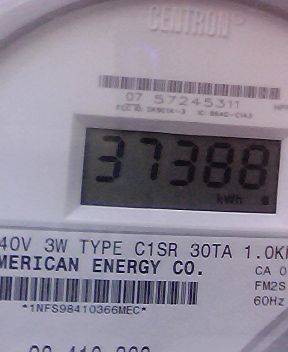 CENTRON
07 57245311
37388
kWh
40V 3W TYPE C1SR 30TA 1.0K
MERICAN ENERGY CO.
CA 0
FM2S
60Hz
*1NFS98410366MEC*